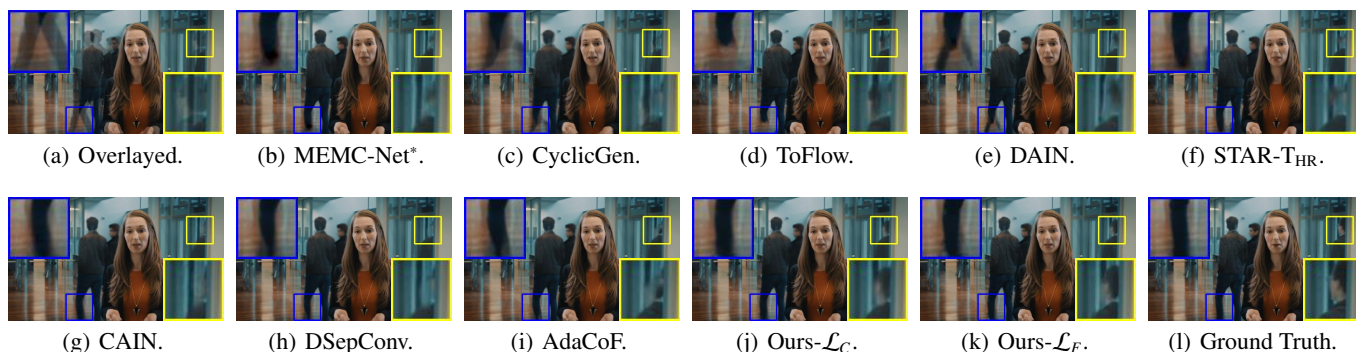 (a) Overlayed. (b) MEMC-Net*. (c) CyclicGen. (d) ToFlow. (e) DAIN. (f) STAR-T_HR.
(g) CAIN. (h) DSepConv. (i) AdaCoF. (j) Ours-𝓛_C. (k) Ours-𝓛_F. (l) Ground Truth.